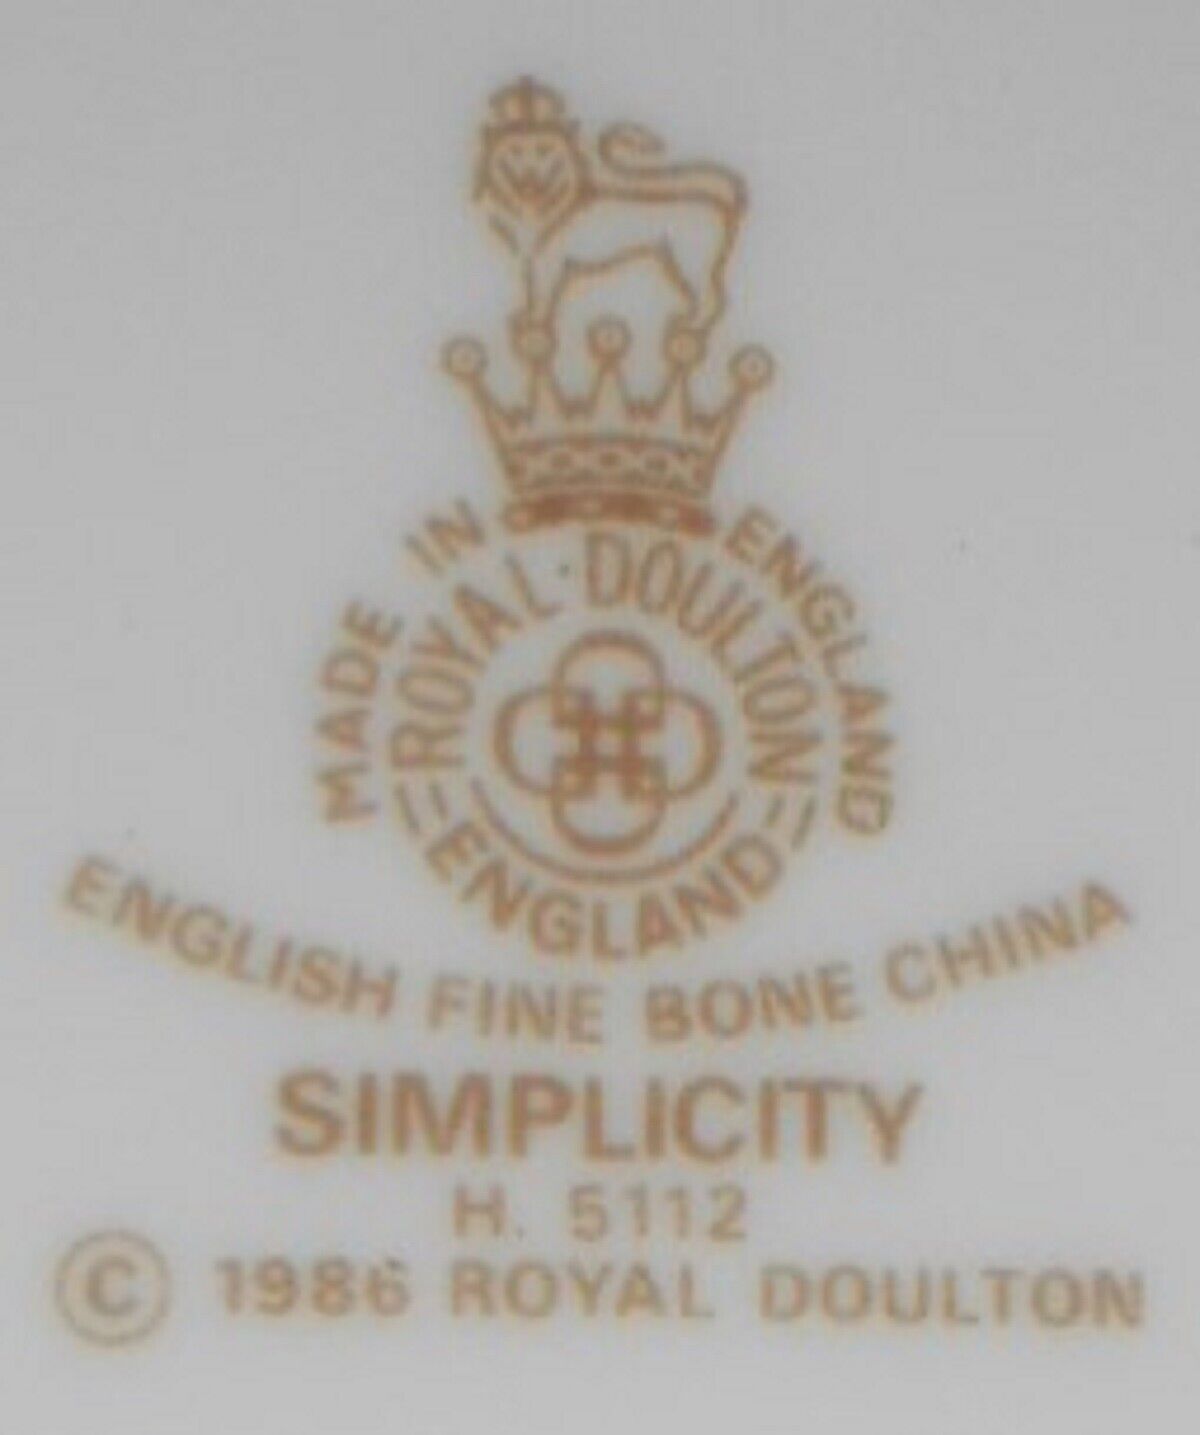 MADE IN ENGLAND
ROYAL · DOULTON
ENGLAND
ENGLISH FINE BONE CHINA
SIMPLICITY
H. 5112
© 1986 ROYAL DOULTON